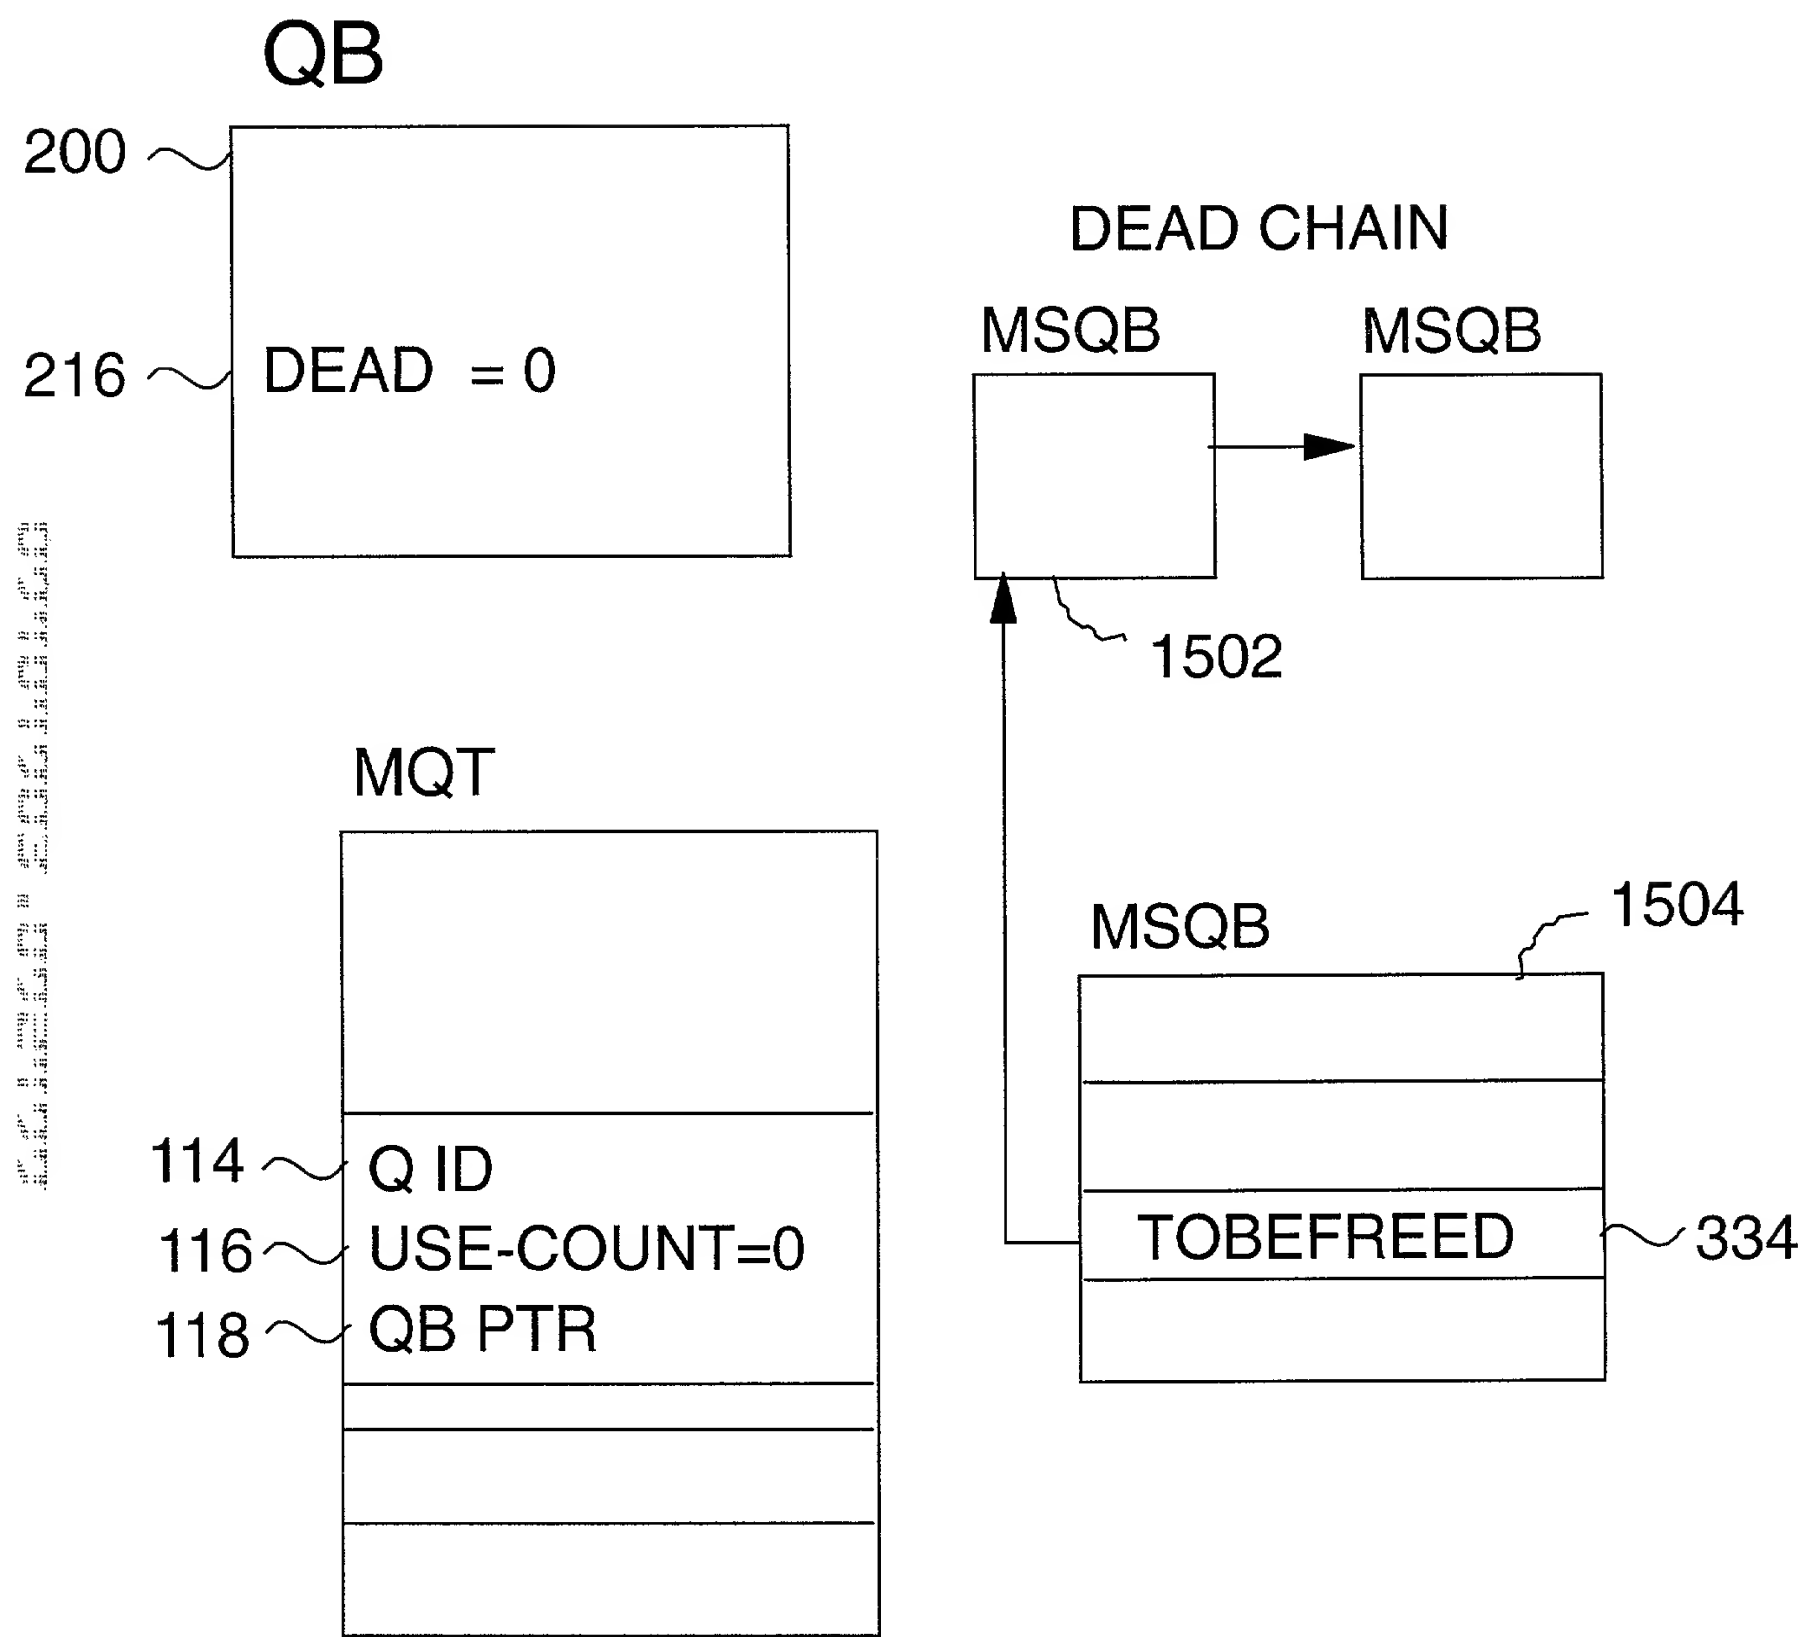 QB
200
216 DEAD = 0
DEAD CHAIN
MSQB MSQB
1502
MQT
114 Q ID
116 USE-COUNT=0
118 QB PTR
MSQB 1504
TOBEFREED 334